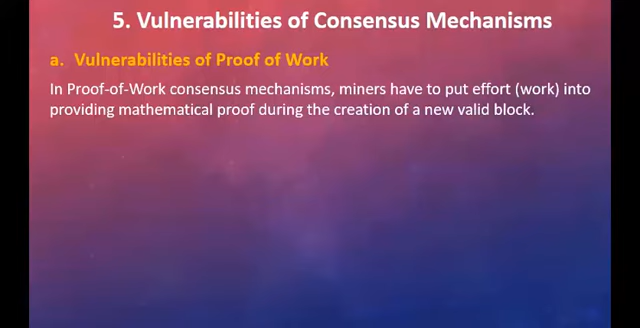 5. Vulnerabilities of Consensus Mechanisms
a. Vulnerabilities of Proof of Work
In Proof-of-Work consensus mechanisms, miners have to put effort (work) into
providing mathematical proof during the creation of a new valid block.